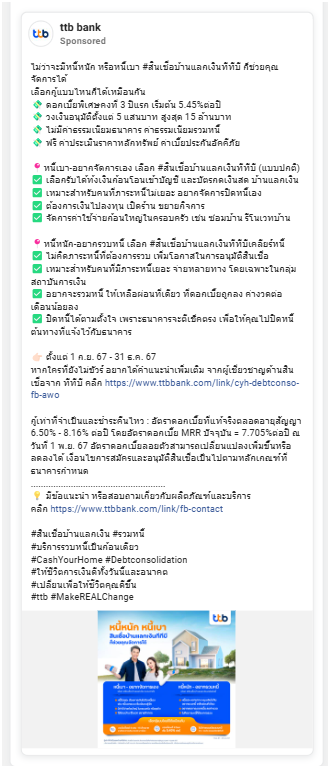 ttb bank
Sponsored
ไม่ว่าจะมีหนี้หนัก หรือหนี้เบา #สินเชื่อบ้านแลกเงินทีทีบี ก็ช่วยคุณ
จัดการได้
เลือกกู้แบบไหนก็ได้เหมือนกัน
💸 ดอกเบี้ยพิเศษคงที่ 3 ปีแรก เริ่มต้น 5.45%ต่อปี
💸 วงเงินอนุมัติตั้งแต่ 5 แสนบาท สูงสุด 15 ล้านบาท
💸 ไม่มีค่าธรรมเนียมธนาคาร ค่าธรรมเนียมรวมหนี้
💸 ฟรี ค่าประเมินราคาหลักทรัพย์ ค่าเบี้ยประกันอัคคีภัย
📍 หนี้เบา-อยากจัดการเอง เลือก #สินเชื่อบ้านแลกเงินทีทีบี (แบบปกติ)
✅ เลือกรับได้ทั้งเงินก้อนโอนเข้าบัญชี และบัตรกดเงินสด บ้านแลกเงิน
✅ เหมาะสำหรับคนที่ภาระหนี้ไม่เยอะ อยากจัดการปิดหนี้เอง
✅ ต้องการเงินไปลงทุน เปิดร้าน ขยายกิจการ
✅ จัดการค่าใช้จ่ายก้อนใหญ่ในครอบครัว เช่น ซ่อมบ้าน รีโนเวทบ้าน
📍 หนี้หนัก-อยากรวบหนี้ เลือก #สินเชื่อบ้านแลกเงินทีทีบีเคลียร์หนี้
✅ ไม่คิดภาระหนี้ที่ต้องการรวบ เพิ่มโอกาสในการอนุมัติสินเชื่อ
✅ เหมาะสำหรับคนที่มีภาระหนี้เยอะ จ่ายหลายทาง โดยเฉพาะในกลุ่ม
สถาบันการเงิน
✅ อยากจะรวมหนี้ ให้เหลือผ่อนที่เดียว ที่ดอกเบี้ยถูกลง ค่างวดต่อ
เดือนน้อยลง
✅ ปิดหนี้ได้ตามตั้งใจ เพราะธนาคารจะตีเช็คตรง เพื่อให้คุณไปปิดหนี้
ต้นทางที่แจ้งไว้กับธนาคาร
👉🏻 ตั้งแต่ 1 ก.ย. 67 - 31 ธ.ค. 67
หากใครที่ยังไม่ชัวร์ อยากได้คำแนะนำเพิ่มเติม จากผู้เชี่ยวชาญด้านสิน
เชื่อจาก ทีทีบี คลิก https://www.ttbbank.com/link/cyh-debtconso-
fb-awo
กู้เท่าที่จำเป็นและชำระคืนไหว : อัตราดอกเบี้ยที่แท้จริงตลอดอายุสัญญา
6.50% - 8.16% ต่อปี โดยอัตราดอกเบี้ย MRR ปัจจุบัน = 7.705%ต่อปี ณ
วันที่ 1 พ.ย. 67 อัตราดอกเบี้ยลอยตัวสามารถเปลี่ยนแปลงเพิ่มขึ้นหรือ
ลดลงได้ เงื่อนไขการสมัครและอนุมัติสินเชื่อเป็นไปตามหลักเกณฑ์ที่
ธนาคารกำหนด
.................................................
💡 มีข้อแนะนำ หรือสอบถามเกี่ยวกับผลิตภัณฑ์และบริการ
คลิก https://www.ttbbank.com/link/fb-contact
#สินเชื่อบ้านแลกเงิน #รวมหนี้
#บริการรวบหนี้เป็นก้อนเดียว
#CashYourHome #Debtconsolidation
#ให้ชีวิตการเงินดีทั้งวันนี้และอนาคต
#เปลี่ยนเพื่อให้ชีวิตคุณดีขึ้น
#ttb #MakeREALChange
ttb
หนี้หนัก หนี้เบา
สินเชื่อบ้านแลกเงินทีทีบี
ก็ช่วยคุณจัดการได้
หนี้เบา - อยากจัดการเอง
หนี้หนัก - อยากรวบหนี้